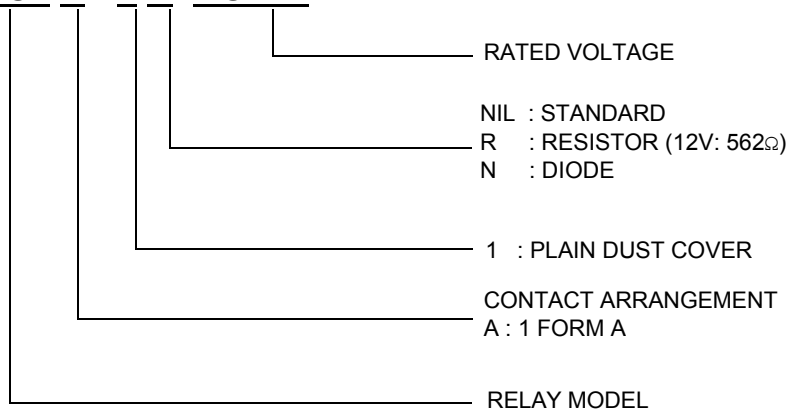 RATED VOLTAGE
NIL : STANDARD
R : RESISTOR (12V: 562Ω)
N : DIODE
1 : PLAIN DUST COVER
CONTACT ARRANGEMENT
A : 1 FORM A
RELAY MODEL